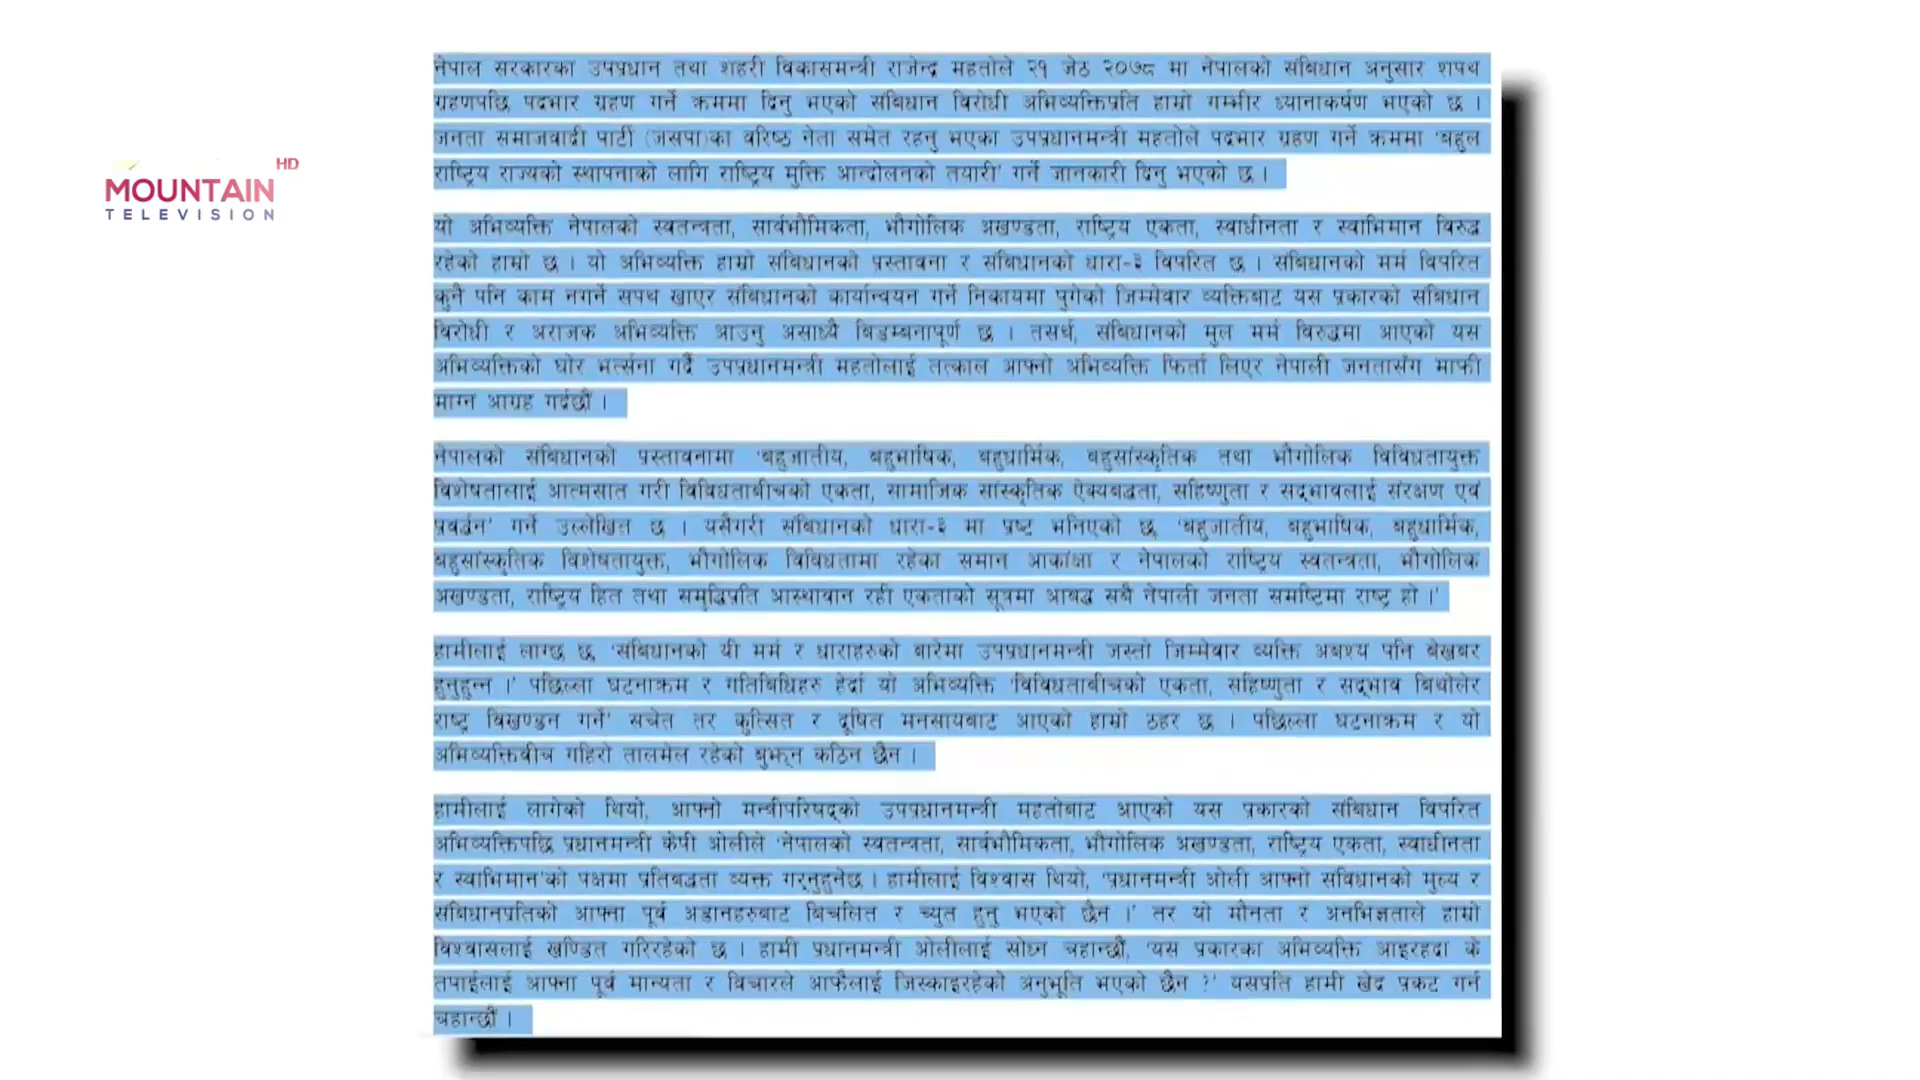 HD
MOUNTAIN
TELEVISION
नेपाल सरकारका उपप्रधान तथा शहरी विकासमन्त्री राजेन्द्र महतोले २१ जेठ २०७८ मा नेपालको संबिधान अनुसार शपथ
ग्रहणपछि पदभार ग्रहण गर्ने क्रममा दिनु भएको संबिधान विरोधी अभिव्यक्तिप्रति हाम्रो गम्भीर ध्यानाकर्षण भएको छ ।
जनता समाजवादी पार्टी (जसपा)का वरिष्ठ नेता समेत रहनु भएका उपप्रधानमन्त्री महतोले पदभार ग्रहण गर्ने क्रममा 'बहुल
राष्ट्रिय राज्यको स्थापनाको लागि राष्ट्रिय मुक्ति आन्दोलनको तयारी' गर्ने जानकारी दिनु भएको छ ।
यो अभिव्यक्ति नेपालको स्वतन्त्रता, सार्वभौमिकता, भौगोलिक अखण्डता, राष्ट्रिय एकता, स्वाधीनता र स्वाभिमान विरुद्ध
रहेको हाम्रो छ । यो अभिव्यक्ति हाम्रो संबिधानको प्रस्तावना र संबिधानको धारा-३ विपरित छ । संबिधानको मर्म विपरित
कुनै पनि काम नगर्ने सपथ खाएर संबिधानको कार्यान्वयन गर्ने निकायमा पुगेको जिम्मेवार व्यक्तिबाट यस प्रकारको संबिधान
विरोधी र अराजक अभिव्यक्ति आउनु असाध्यै बिडम्बनापूर्ण छ । तसर्थ, संबिधानको मुल मर्म विरुद्धमा आएको यस
अभिव्यक्तिको घोर भर्त्सना गर्दै उपप्रधानमन्त्री महतोलाई तत्काल आफ्नो अभिव्यक्ति फिर्ता लिएर नेपाली जनतासँग माफी
माग्न आग्रह गर्दछौं ।
नेपालको संबिधानको प्रस्तावनामा 'बहुजातीय, बहुभाषिक, बहुधार्मिक, बहुसांस्कृतिक तथा भौगोलिक विविधतायुक्त
विशेषतालाई आत्मसात गरी विविधताबीचको एकता, सामाजिक सांस्कृतिक ऐक्यबद्धता, सहिष्णुता र सद्‌भावलाई संरक्षण एवं
प्रवर्द्धन' गर्ने उल्लेखित छ । यसैगरी संबिधानको धारा-३ मा प्रष्ट भनिएको छ, 'बहुजातीय, बहुभाषिक, बहुधार्मिक,
बहुसांस्कृतिक विशेषतायुक्त, भौगोलिक विविधतामा रहेका समान आकांक्षा र नेपालको राष्ट्रिय स्वतन्त्रता, भौगोलिक
अखण्डता, राष्ट्रिय हित तथा समृद्धिप्रति आस्थावान रही एकताको सूत्रमा आबद्ध सबै नेपाली जनता समष्टिमा राष्ट्र हो ।'
हामीलाई लाग्छ छ, 'संबिधानको यी मर्म र धाराहरुको बारेमा उपप्रधानमन्त्री जस्तो जिम्मेवार व्यक्ति अबश्य पनि बेखबर
हुनुहुन्न ।' पछिल्ला घटनाक्रम र गतिबिधिहरु हेर्दा यो अभिव्यक्ति 'विविधताबीचको एकता, सहिष्णुता र सद्‌भाव बिथोलेर
राष्ट्र विखण्डन गर्ने' सचेत तर कुत्सित र दूषित मनसायबाट आएको हाम्रो ठहर छ । पछिल्ला घटनाक्रम र यो
अभिव्यक्तिबीच गहिरो तालमेल रहेको बुझ्न कठिन छैन ।
हामीलाई लागेको थियो, आफ्नो मन्त्रीपरिषद्को उपप्रधानमन्त्री महतोबाट आएको यस प्रकारको संबिधान विपरित
अभिव्यक्तिपछि प्रधानमन्त्री केपी ओलीले 'नेपालको स्वतन्त्रता, सार्वभौमिकता, भौगोलिक अखण्डता, राष्ट्रिय एकता, स्वाधीनता
र स्वाभिमान'को पक्षमा प्रतिबद्धता व्यक्त गर्नुहुनेछ । हामीलाई विश्वास थियो, 'प्रधानमन्त्री ओली आफ्नो संविधानको मुल्य र
संबिधानप्रतिको आफ्ना पूर्व अडानहरुबाट बिचलित र च्युत हुनु भएको छैन ।' तर यो मौनता र अनभिज्ञताले हाम्रो
विश्वासलाई खण्डित गरिरहेको छ । हामी प्रधानमन्त्री ओलीलाई सोध्न चहान्छौं, 'यस प्रकारका अभिव्यक्ति आइरहदा के
तपाईलाई आफ्ना पूर्व मान्यता र विचारले आफैलाई जिस्काइरहेको अनुभूति भएको छैन ?' यसप्रति हामी खेद प्रकट गर्न
चहान्छौं ।